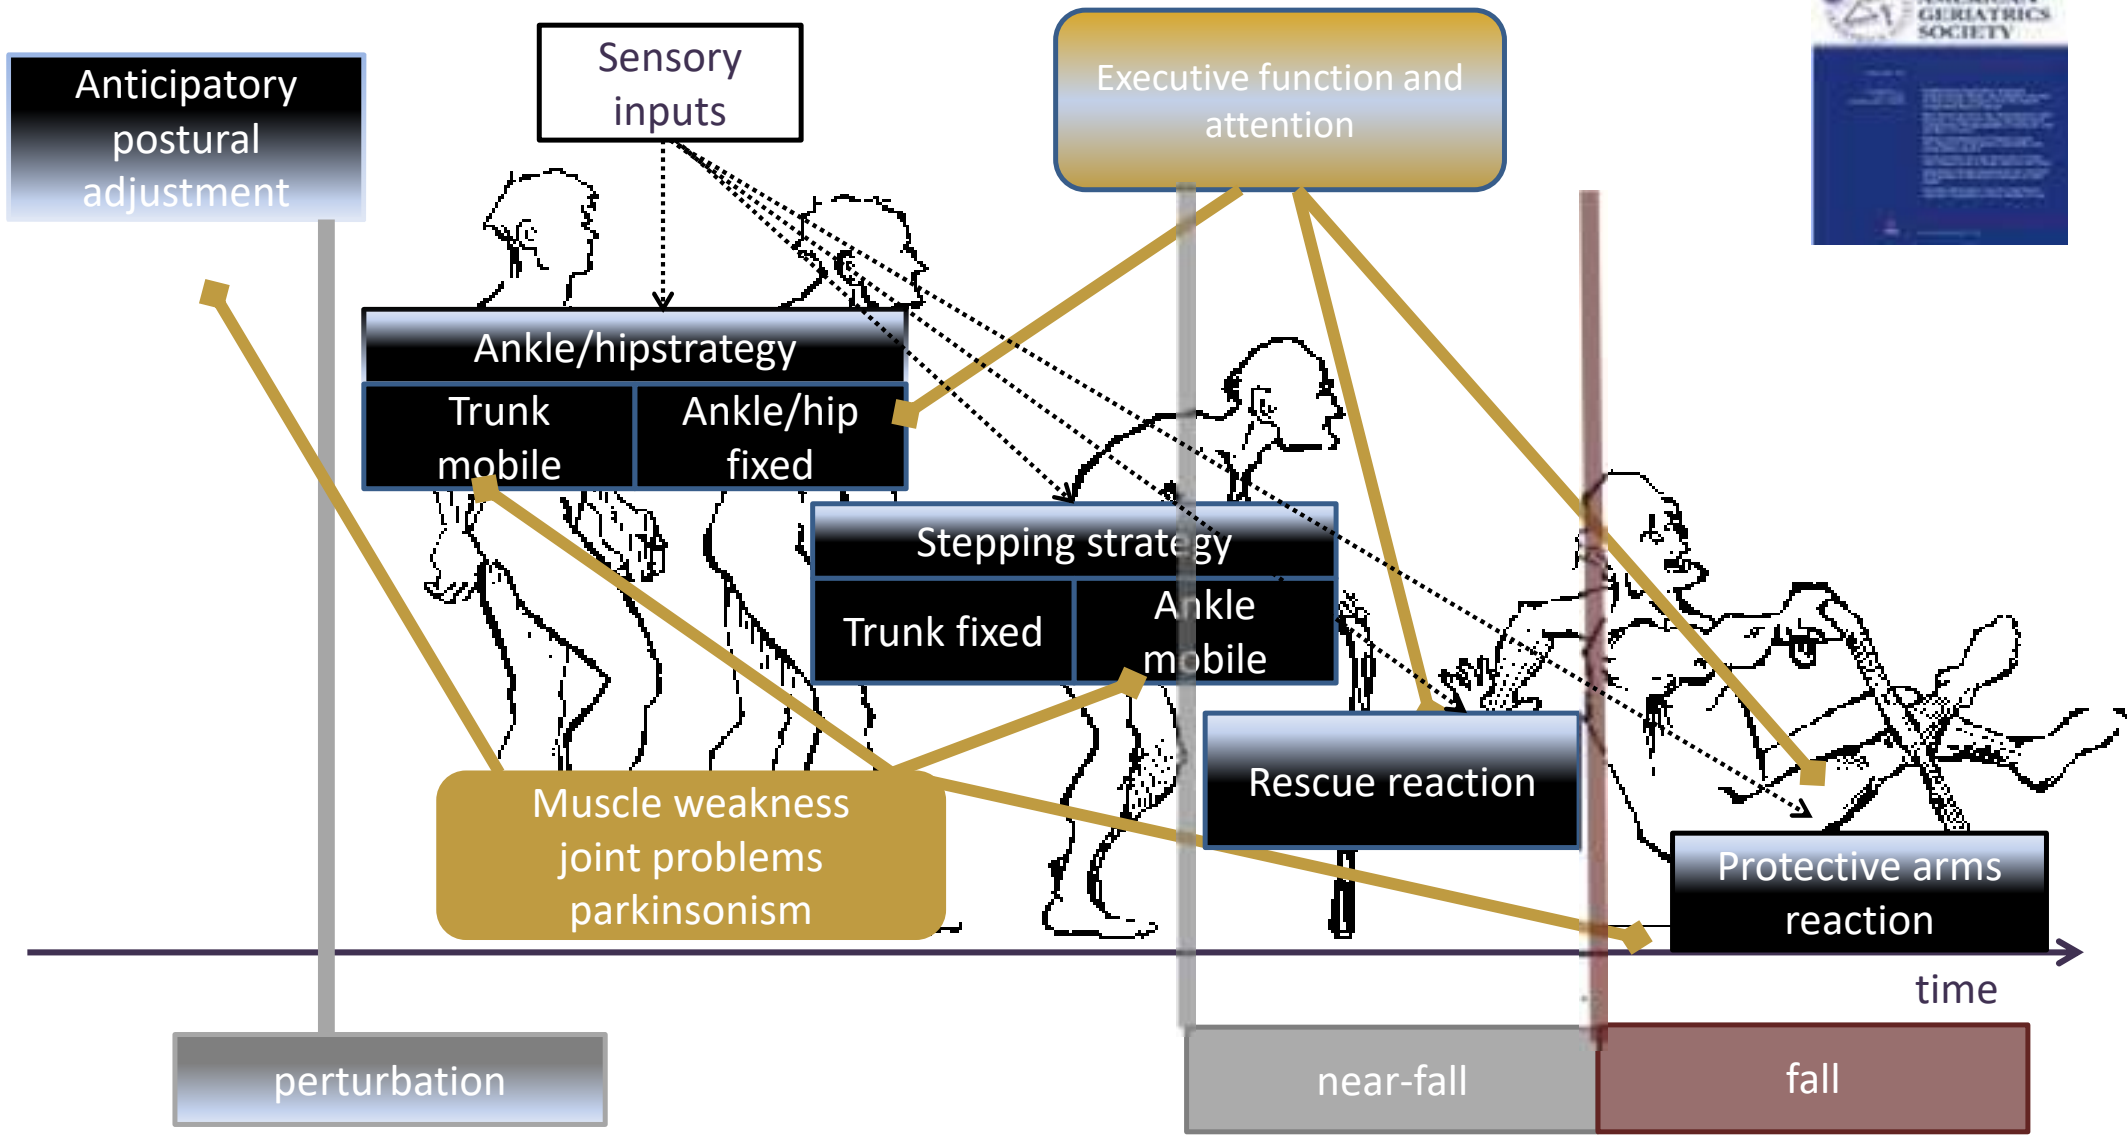 GERIATRICS
SOCIETY
Anticipatory
postural
adjustment
Sensory
inputs
Executive function and
attention
Ankle/hipstrategy
Trunk
mobile
Ankle/hip
fixed
Stepping strategy
Trunk fixed
Ankle
mobile
Rescue reaction
Muscle weakness
joint problems
parkinsonism
Protective arms
reaction
time
perturbation
near-fall
fall